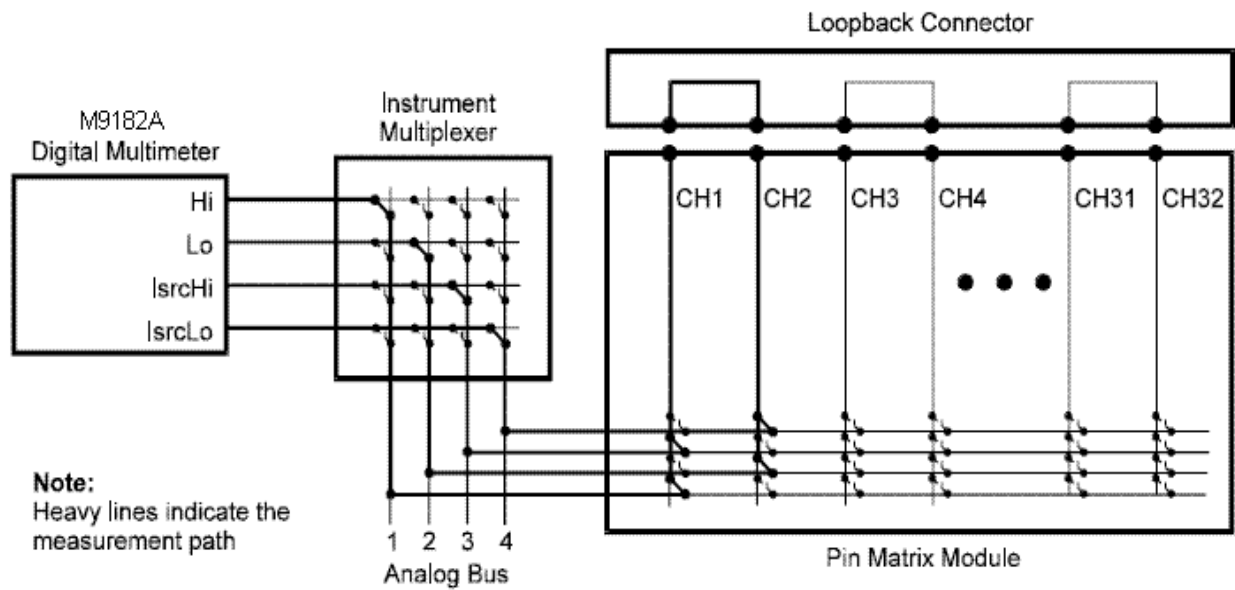 Loopback Connector
M9182A
Digital Multimeter
Instrument
Multiplexer
Hi
Lo
IsrcHi
IsrcLo
CH1
CH2
CH3
CH4
CH31
CH32
Note:
Heavy lines indicate the
measurement path
1 2 3 4
Analog Bus
Pin Matrix Module